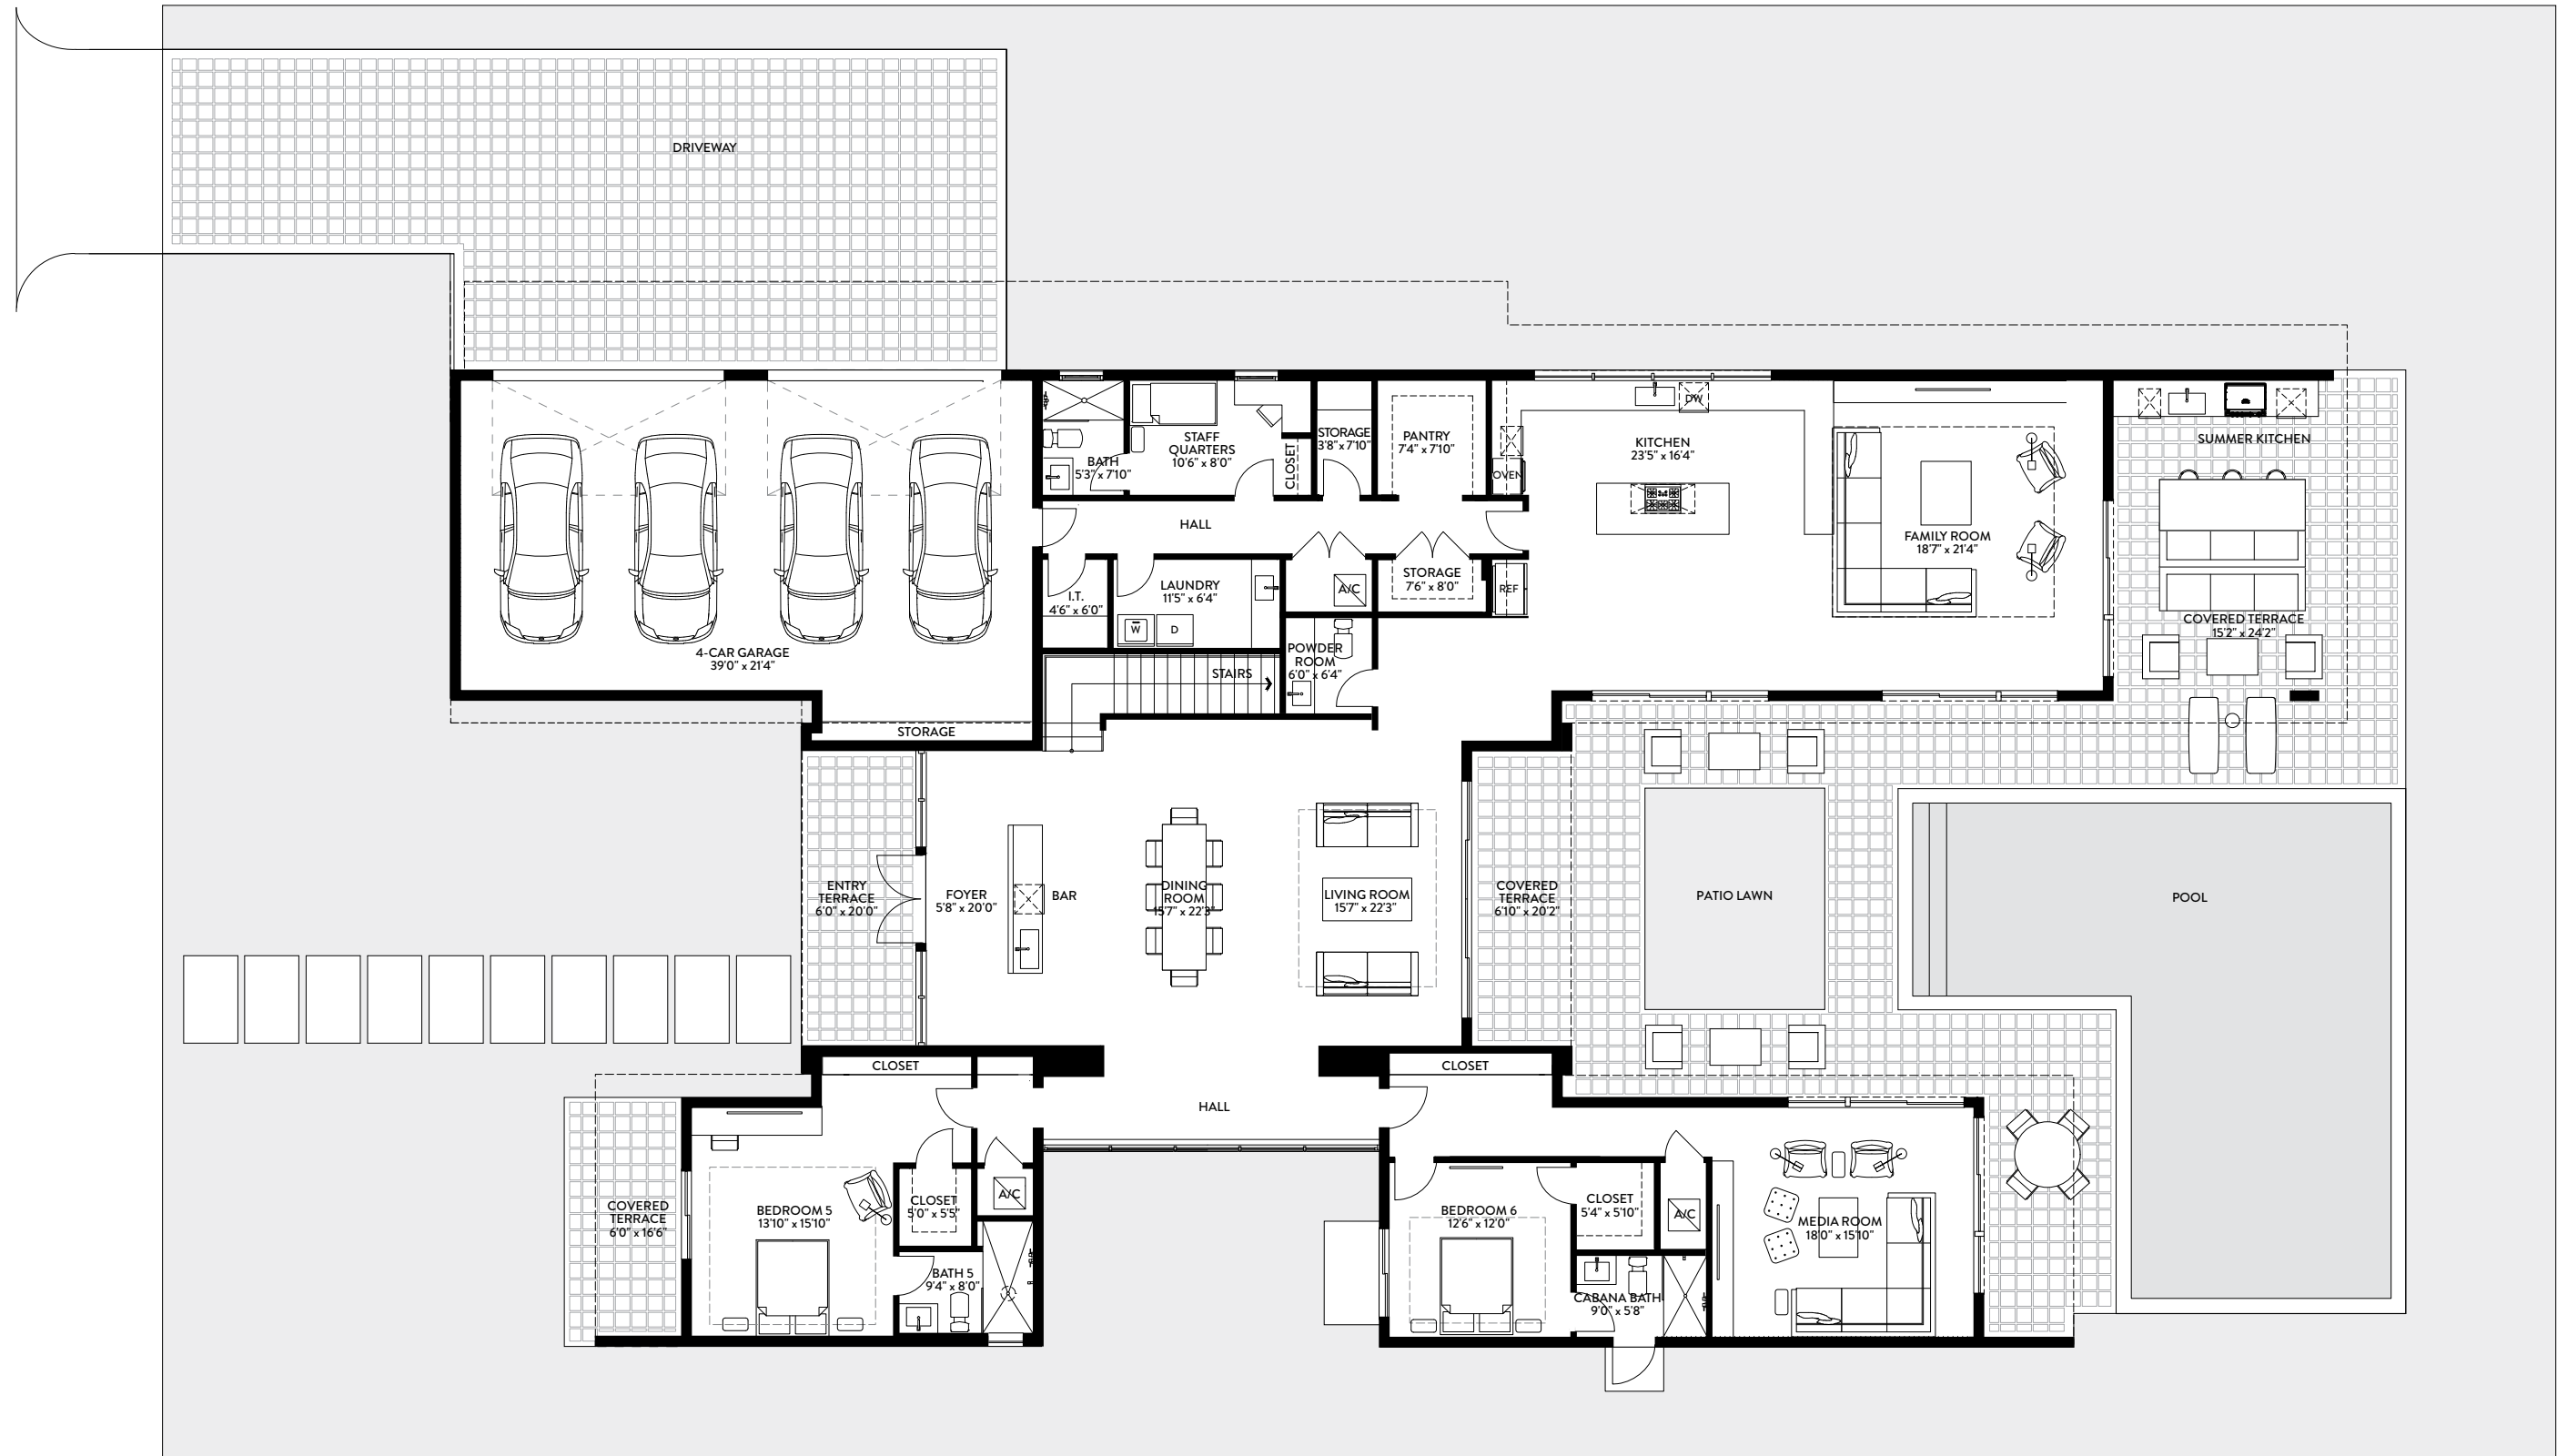 DRIVEWAY
BATH
5'3" x 7'10"
STAFF
QUARTERS
10'6" x 8'0"
CLOSET
STORAGE
3'8" x 7'10"
PANTRY
7'4" x 7'10"
OVEN
DW
KITCHEN
23'5" x 16'4"
FAMILY ROOM
18'7" x 21'4"
SUMMER KITCHEN
COVERED TERRACE
15'2" x 24'2"
HALL
I.T.
4'6" x 6'0"
LAUNDRY
11'5" x 6'4"
W
D
A/C
STORAGE
7'6" x 8'0"
REF
4-CAR GARAGE
39'0" x 21'4"
STORAGE
STAIRS
POWDER
ROOM
6'0" x 6'4"
ENTRY
TERRACE
6'0" x 20'0"
FOYER
5'8" x 20'0"
BAR
DINING
ROOM
15'7" x 22'3"
LIVING ROOM
15'7" x 22'3"
COVERED
TERRACE
6'10" x 20'2"
PATIO LAWN
POOL
CLOSET
CLOSET
HALL
COVERED
TERRACE
6'0" x 16'6"
BEDROOM 5
13'10" x 15'10"
CLOSET
5'0" x 5'5"
A/C
BATH 5
9'4" x 8'0"
BEDROOM 6
12'6" x 12'0"
CLOSET
5'4" x 5'10"
A/C
CABANA BATH
9'0" x 5'8"
MEDIA ROOM
18'0" x 15'10"